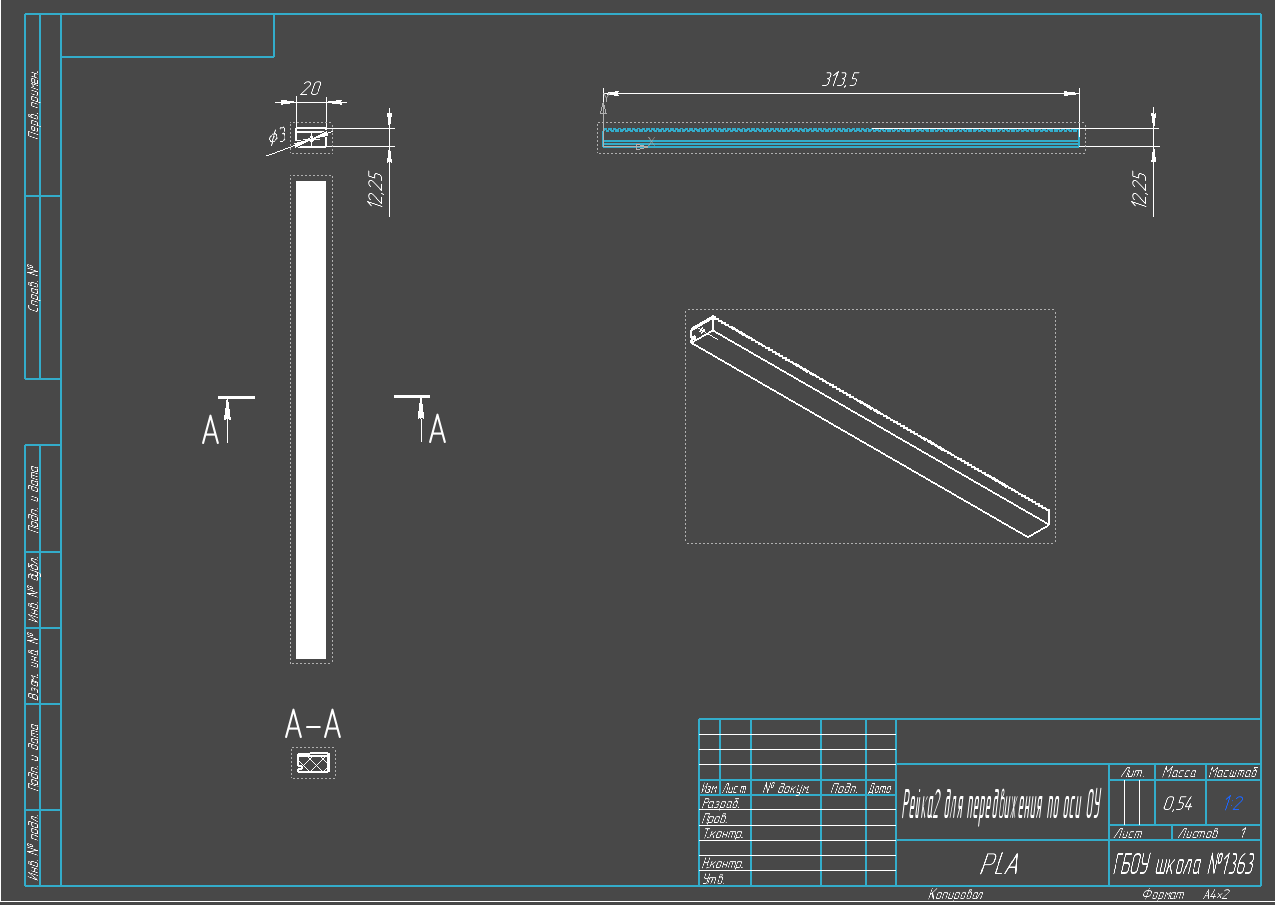 Перв. примен.
Справ. №
Подп. и дата
Инв. № дубл.
Взам. инв. №
Подп. и дата
Инв. № подл.
20
ϕ3
12,25
313,5
Y
X
12,25
А
А
А-А
Изм Лист № докум. Подп. Дата
Разраб.
Пров.
Т.контр.
Н.контр.
Утв.
Рейка2 для передвижения по оси ОУ
PLA
Лит. Масса Масштаб
0,54 1:2
Лист Листов 1
ГБОУ школа №1363
Копировал Формат А4×2